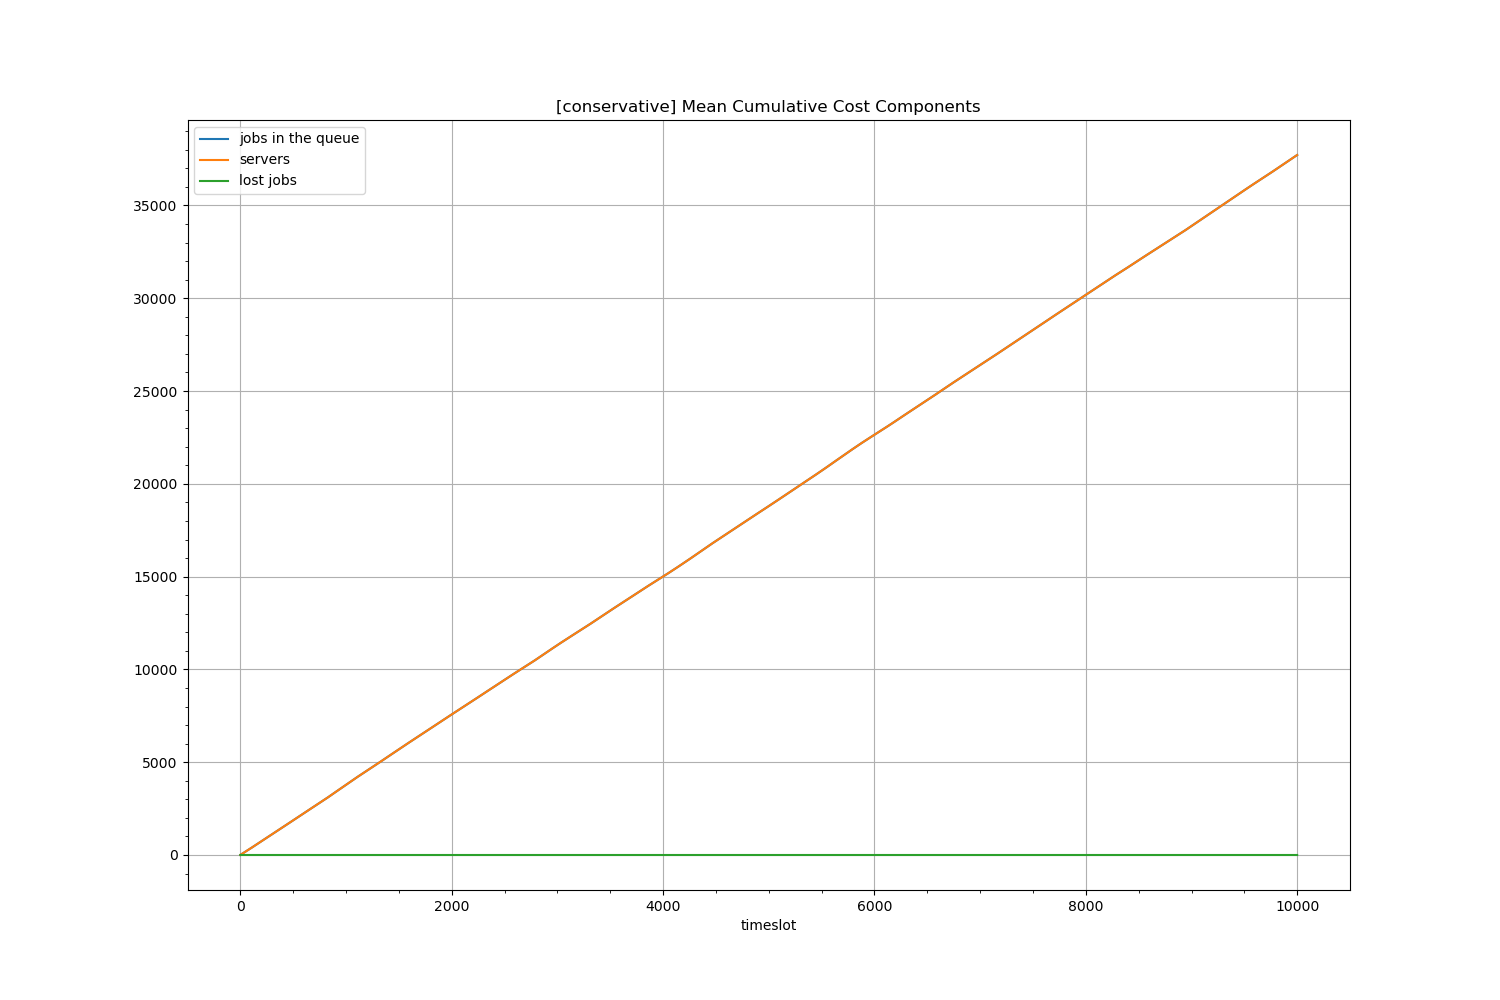 [conservative] Mean Cumulative Cost Components
jobs in the queue
servers
lost jobs
35000
30000
25000
20000
15000
10000
5000
0
0 2000 4000 6000 8000 10000
timeslot